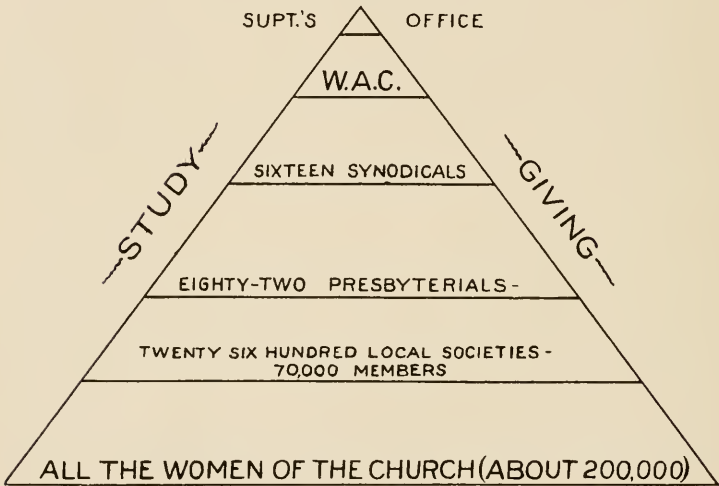 SUPT.'S OFFICE
W.A.C.
SIXTEEN SYNODICALS
STUDY
GIVING
EIGHTY-TWO PRESBYTERIALS-
TWENTY SIX HUNDRED LOCAL SOCIETIES-
70,000 MEMBERS
ALL THE WOMEN OF THE CHURCH (ABOUT 200,000)